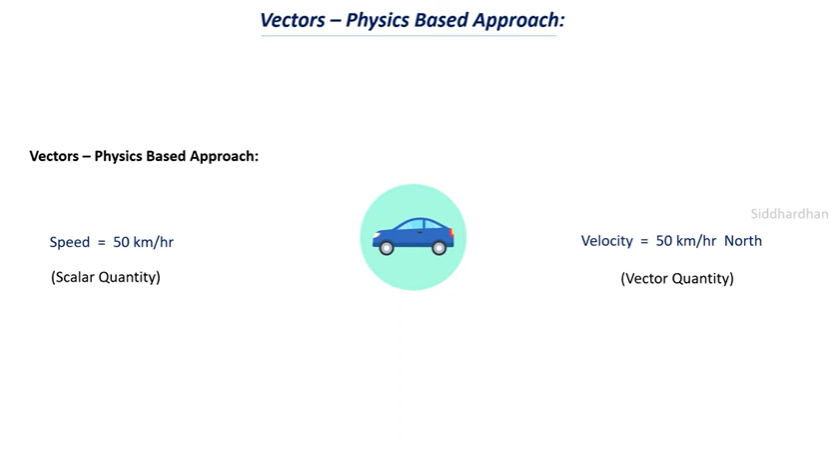 Vectors – Physics Based Approach:
Vectors – Physics Based Approach:
Siddhardhan
Speed = 50 km/hr
Velocity = 50 km/hr North
(Scalar Quantity)
(Vector Quantity)